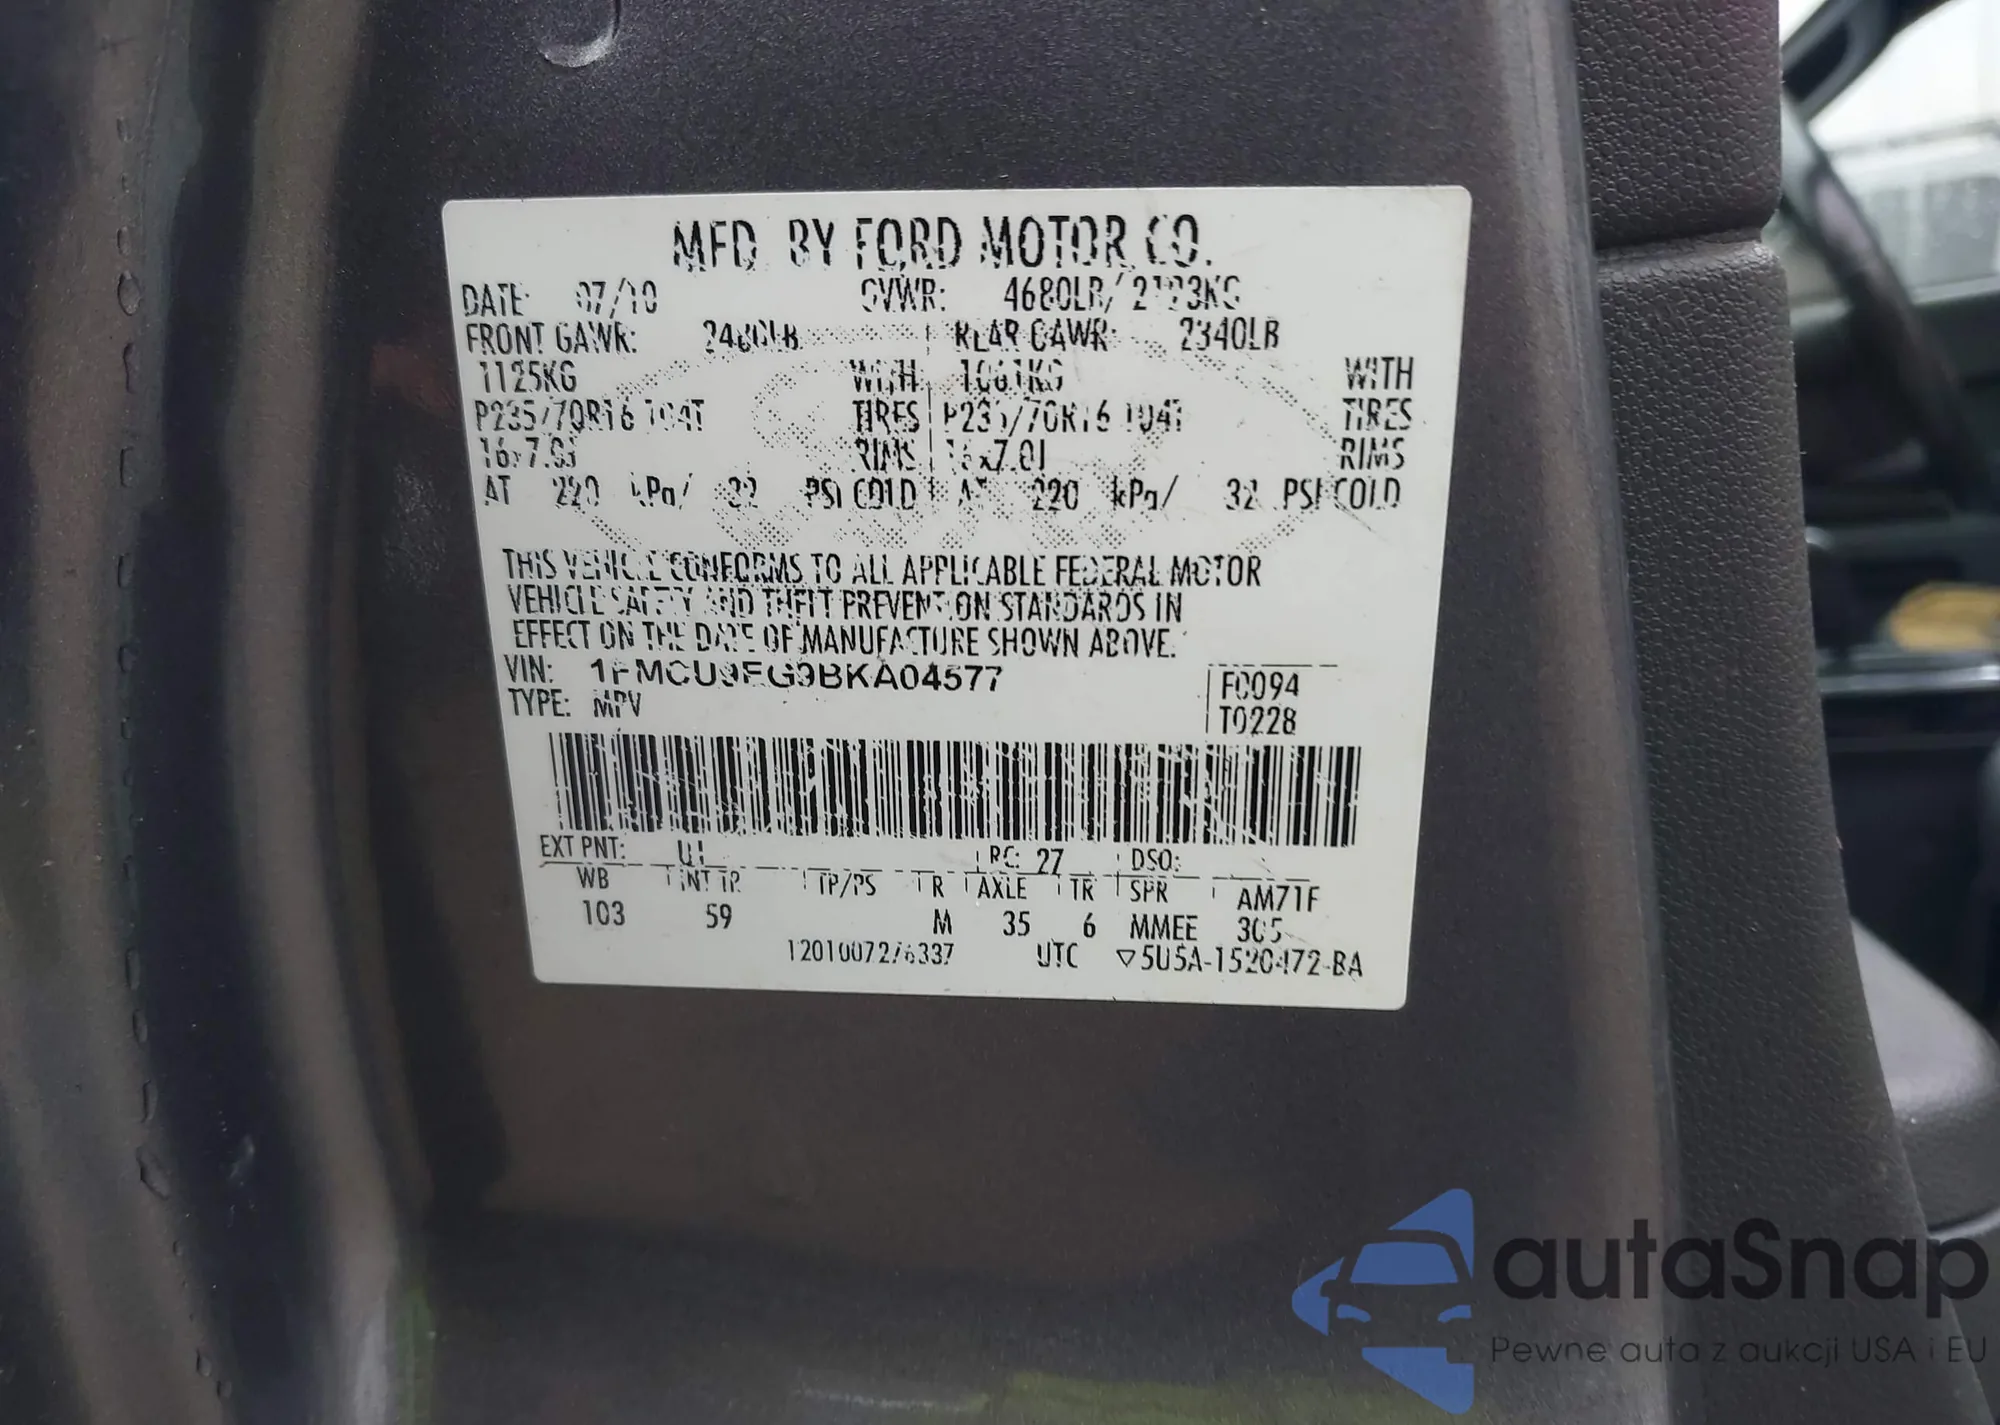 MFD. BY FORD MOTOR CO.
DATE: 07/10 GVWR: 4680LB/ 2123KG
FRONT GAWR: 2480LB REAR GAWR: 2340LB
1125KG WITH 1061KG WITH
P235/70R16 104T TIRES P235/70R16 104T TIRES
16x7.0J RIMS 16x7.0J RIMS
AT 220 kPa/ 32 PSI COLD AT 220 kPa/ 32 PSI COLD
THIS VEHICLE CONFORMS TO ALL APPLICABLE FEDERAL MOTOR
VEHICLE SAFETY AND THEFT PREVENTION STANDARDS IN
EFFECT ON THE DATE OF MANUFACTURE SHOWN ABOVE.
VIN: 1FMCU9EG9BKA04577
TYPE: MPV
F0094
T0228
EXT PNT: UJ RC: 27 DSO:
WB INT TR TP/PS R AXLE TR SPR AM71F
103 59 M 35 6 MMEE 305
1201007276337 UTC ▽5U5A-1520472-BA
autoSnap
Pewne auta z aukcji USA i EU